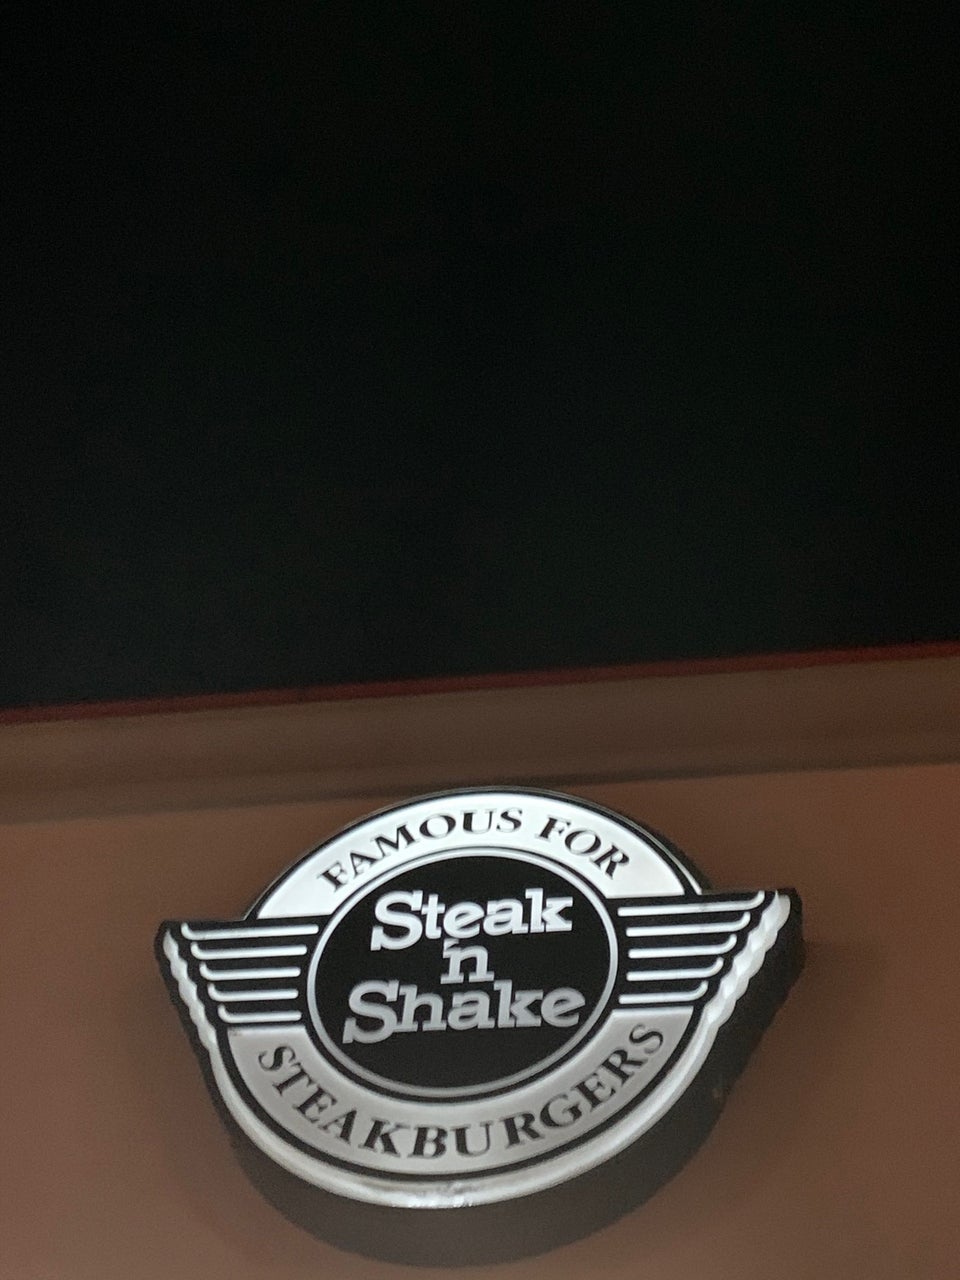 FAMOUS FOR
Steak
'n
Shake
STEAKBURGERS